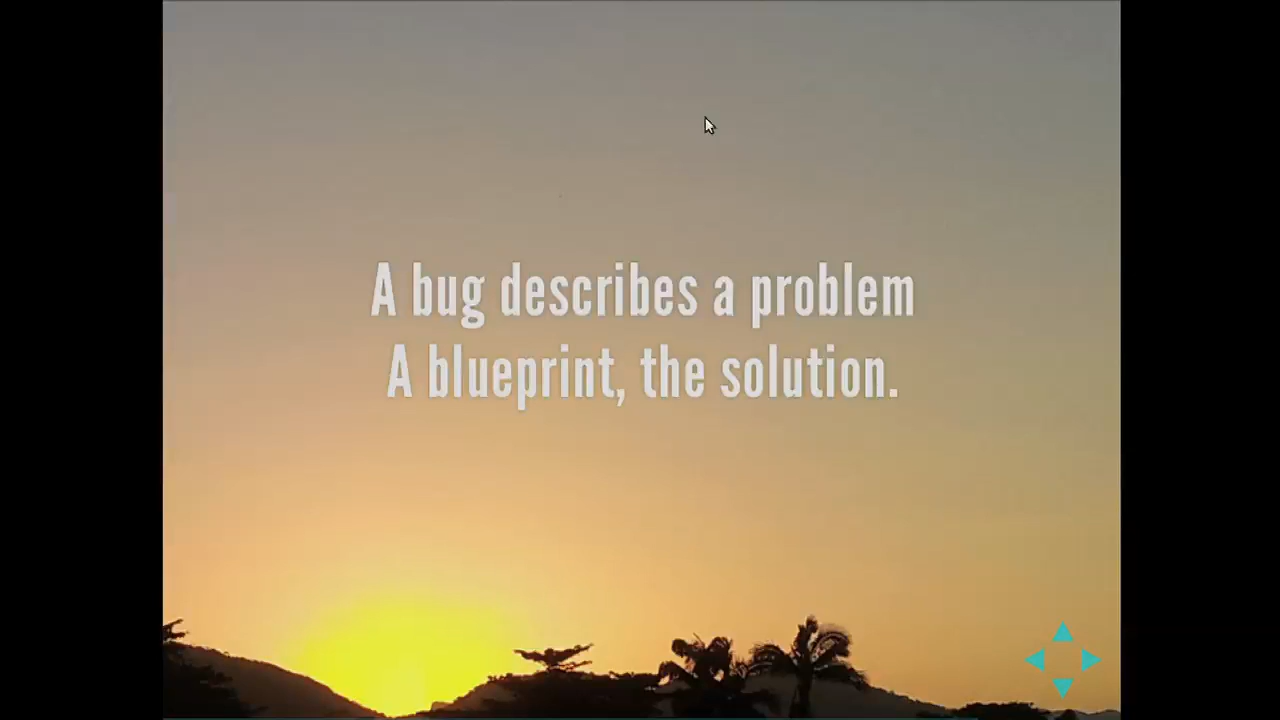 A bug describes a problem
A blueprint, the solution.